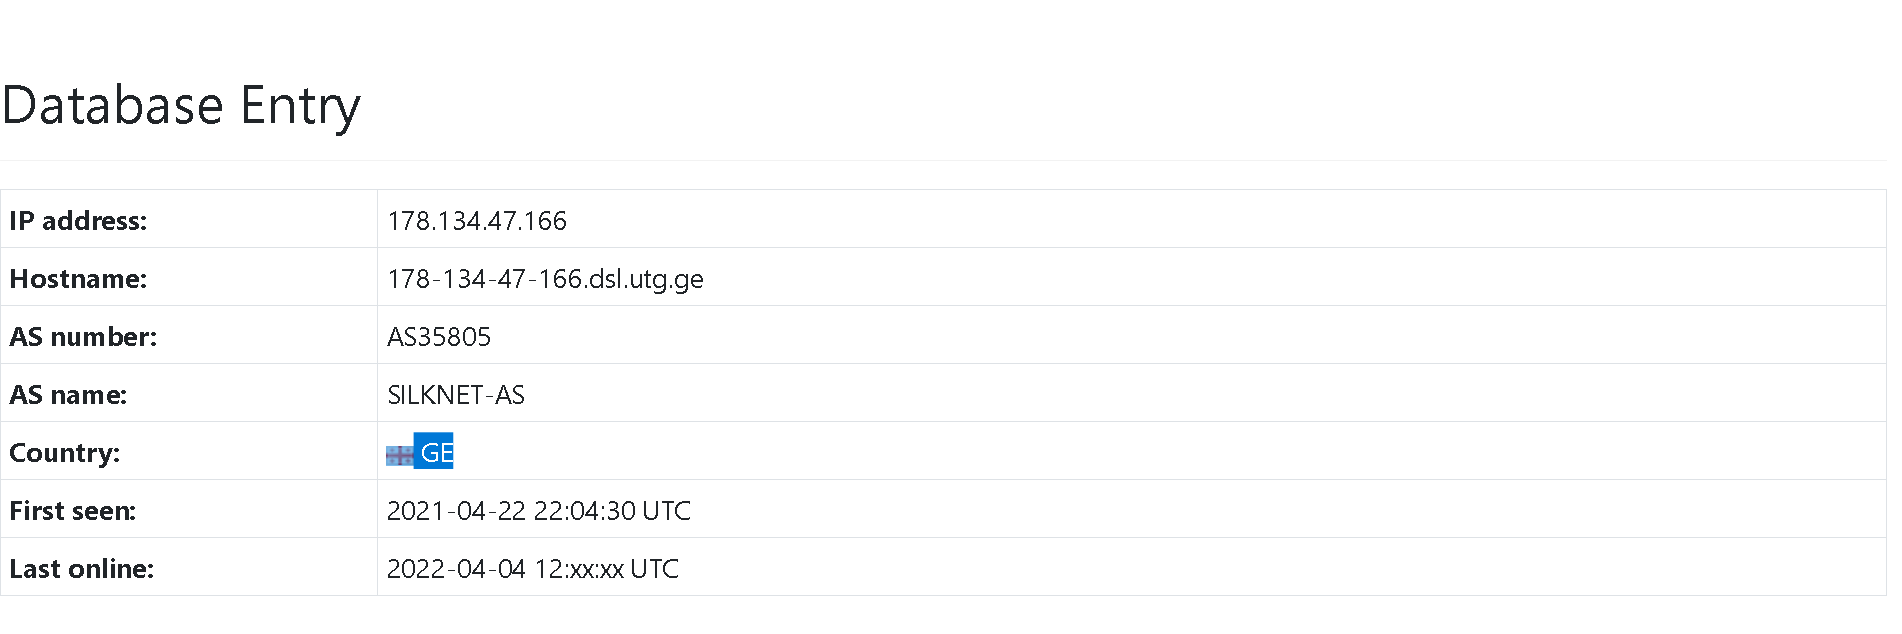 Database Entry
IP address: 178.134.47.166
Hostname: 178-134-47-166.dsl.utg.ge
AS number: AS35805
AS name: SILKNET-AS
Country: GE
First seen: 2021-04-22 22:04:30 UTC
Last online: 2022-04-04 12:xx:xx UTC